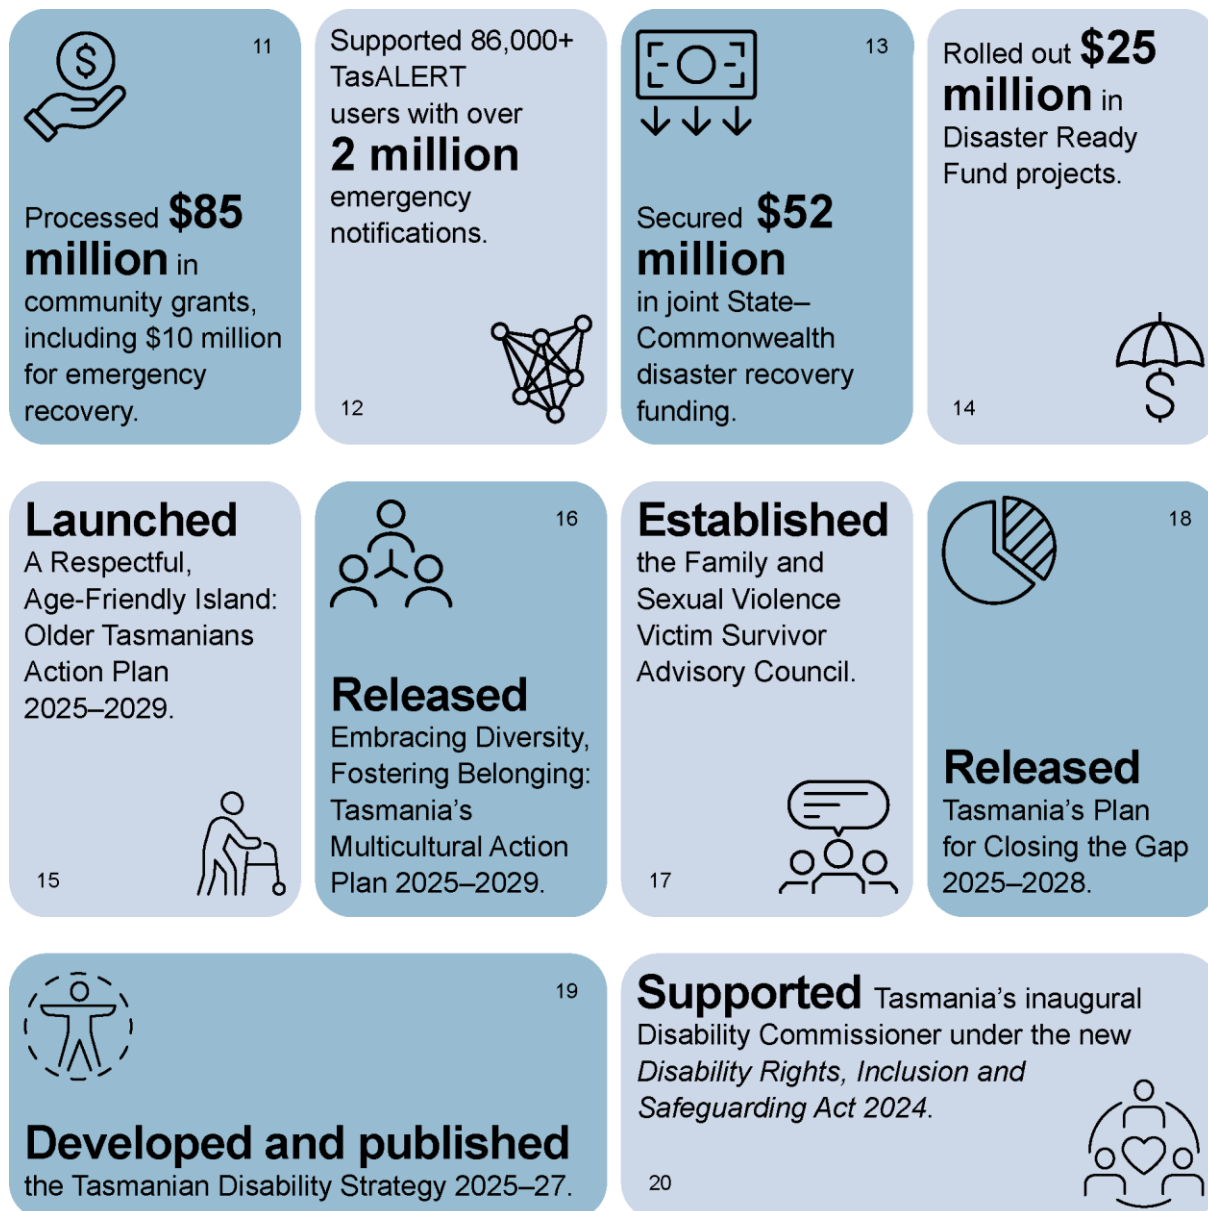 11
Processed $85
million in
community grants,
including $10 million
for emergency
recovery.
Supported 86,000+
TasALERT
users with over
2 million
emergency
notifications.
12
13
Secured $52
million
in joint State–
Commonwealth
disaster recovery
funding.
Rolled out $25
million in
Disaster Ready
Fund projects.
14
Launched
A Respectful,
Age-Friendly Island:
Older Tasmanians
Action Plan
2025–2029.
15
16
Released
Embracing Diversity,
Fostering Belonging:
Tasmania’s
Multicultural Action
Plan 2025–2029.
Established
the Family and
Sexual Violence
Victim Survivor
Advisory Council.
17
18
Released
Tasmania’s Plan
for Closing the Gap
2025–2028.
19
Developed and published
the Tasmanian Disability Strategy 2025–27.
Supported Tasmania’s inaugural
Disability Commissioner under the new
Disability Rights, Inclusion and
Safeguarding Act 2024.
20